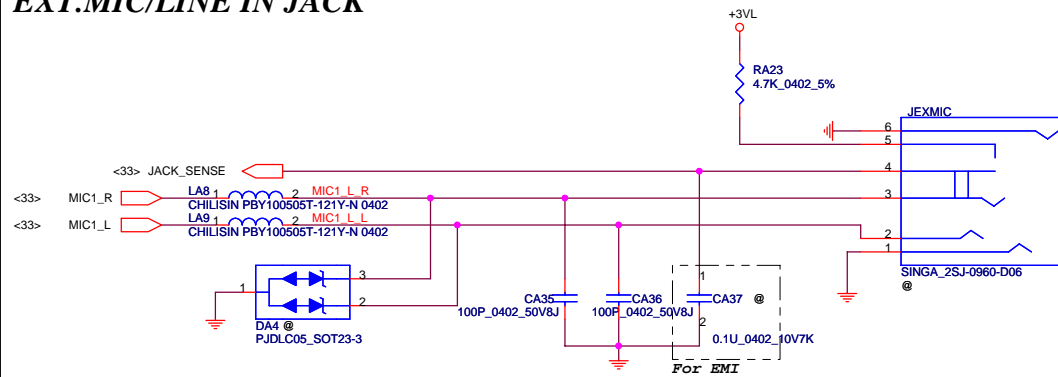 EXT.MIC/LINE IN JACK
+3VL
RA23
4.7K_0402_5%
JEXMIC
6
5
4
3
2
1
<33> JACK_SENSE
<33> MIC1_R
LA8 1 2 MIC1_L_R
CHILISIN PBY100505T-121Y-N 0402
<33> MIC1_L
LA9 1 2 MIC1_L_L
CHILISIN PBY100505T-121Y-N 0402
SINGA_2SJ-0960-D06
@
1
3
2
DA4 @
PJDLC05_SOT23-3
CA35
100P_0402_50V8J
CA36
100P_0402_50V8J
1
CA37 @
2
0.1U_0402_10V7K
For EMI